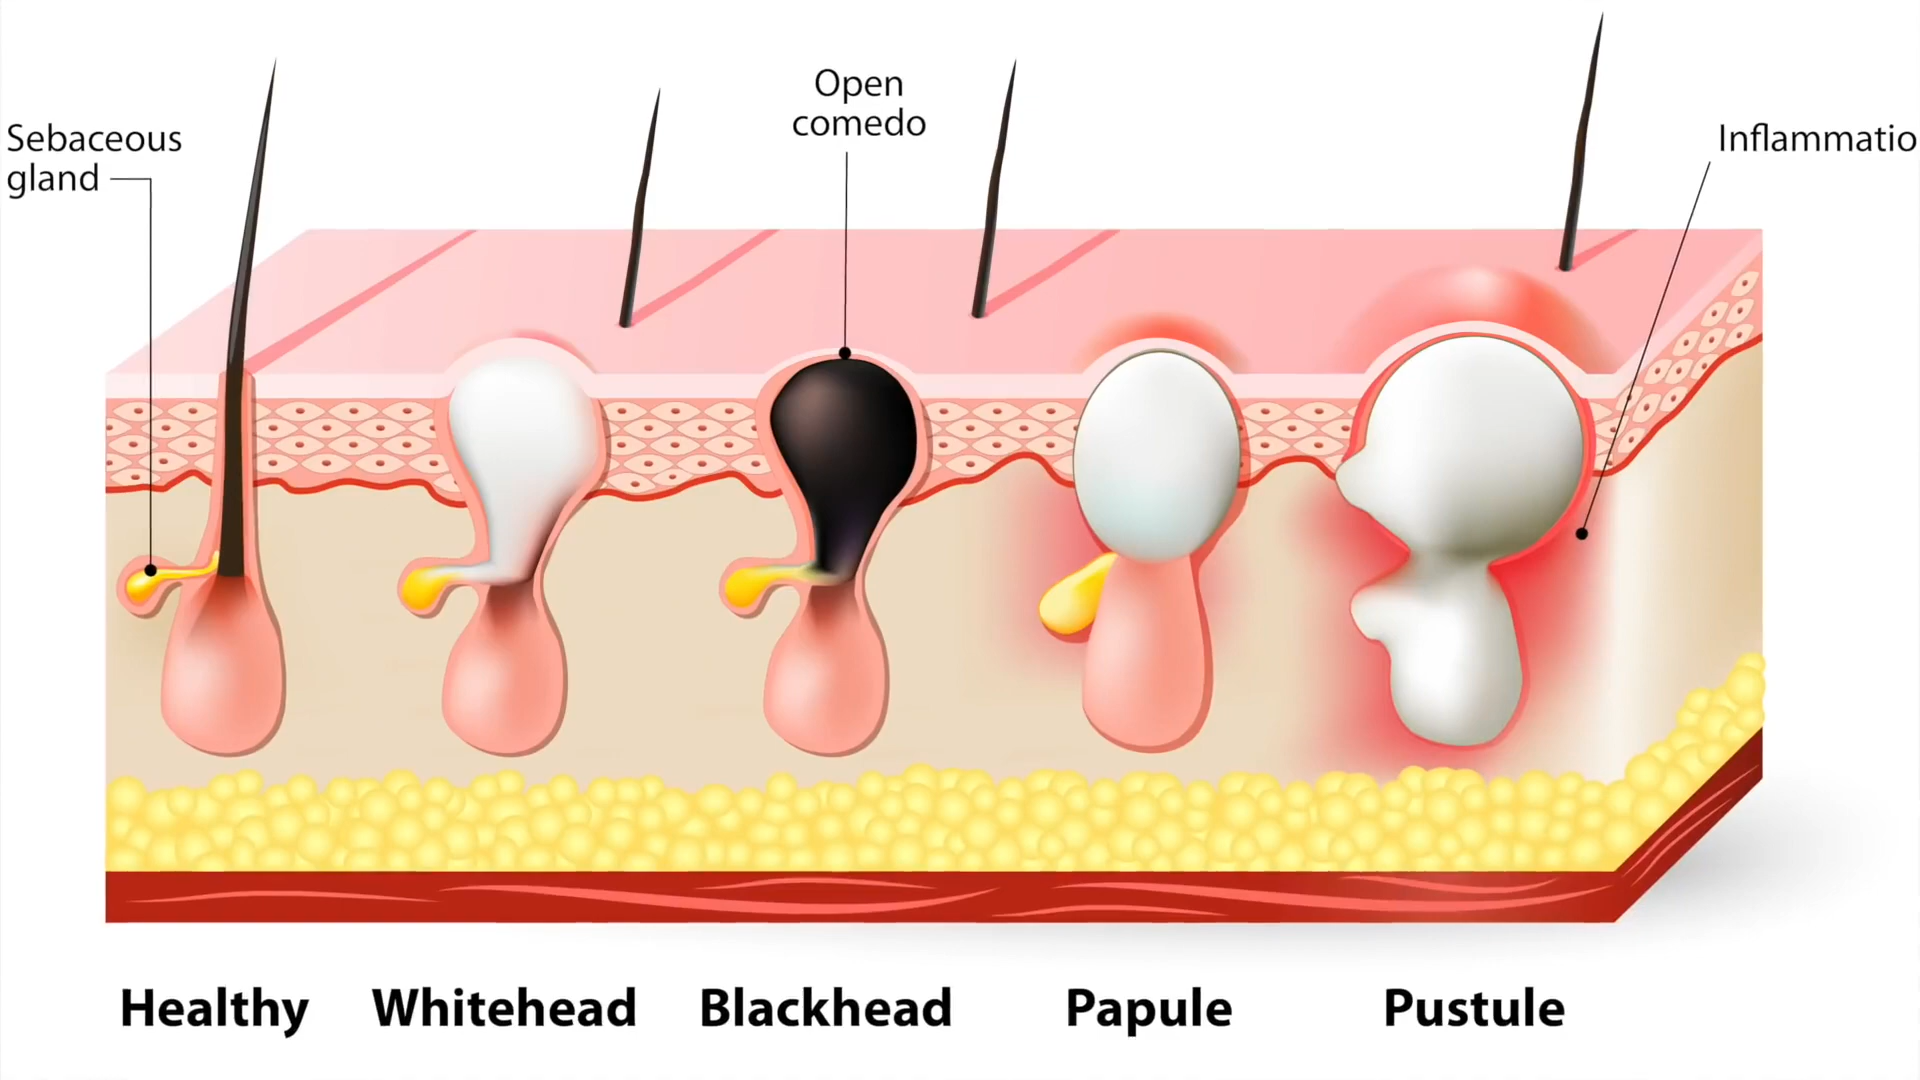 Open
comedo
Sebaceous
gland
Inflammatio
Healthy Whitehead Blackhead Papule Pustule